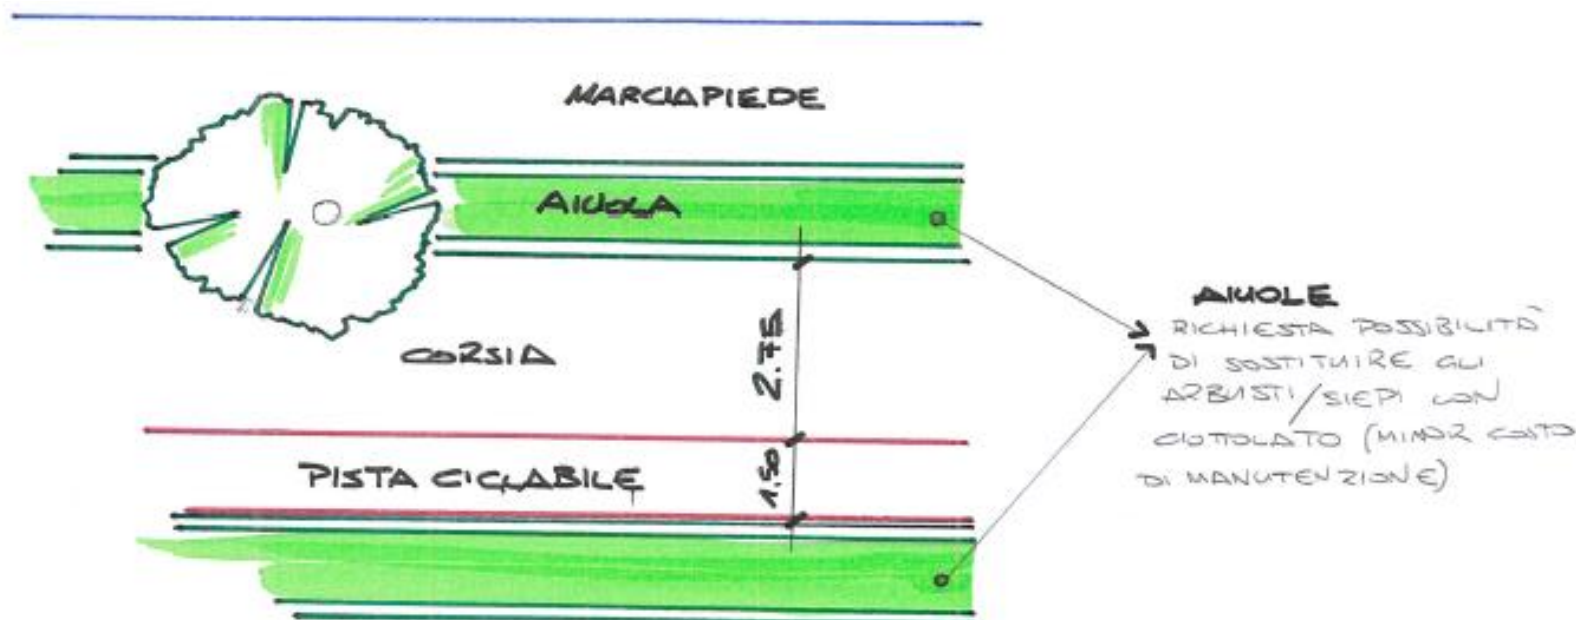 MARCIAPIEDE
AIUOLA
CORSIA
2.75
PISTA CICLABILE
1.50
AIUOLE
RICHIESTA POSSIBILITÀ
DI SOSTITUIRE GLI
ARBUSTI/SIEPI CON
CIOTTOLATO (MINOR COSTO
DI MANUTENZIONE)